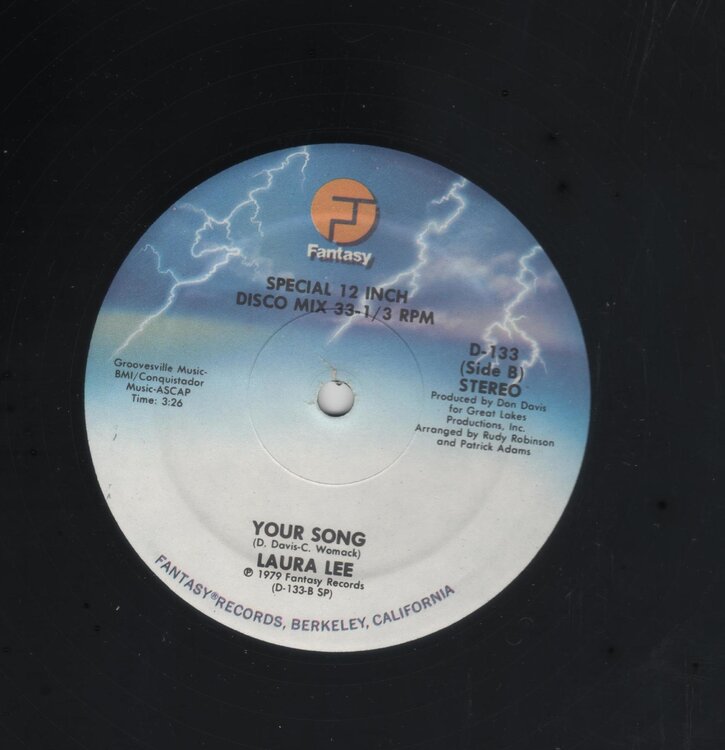 Fantasy
SPECIAL 12 INCH
DISCO MIX 33-1/3 RPM
Groovesville Music-
BMI/Conquistador
Music-ASCAP
Time: 3:26
D-133
(Side B)
STEREO
Produced by Don Davis
for Great Lakes
Productions, Inc.
Arranged by Rudy Robinson
and Patrick Adams
YOUR SONG
(D. Davis-C. Womack)
LAURA LEE
℗ 1979 Fantasy Records
(D-133-B SP)
FANTASY® RECORDS, BERKELEY, CALIFORNIA